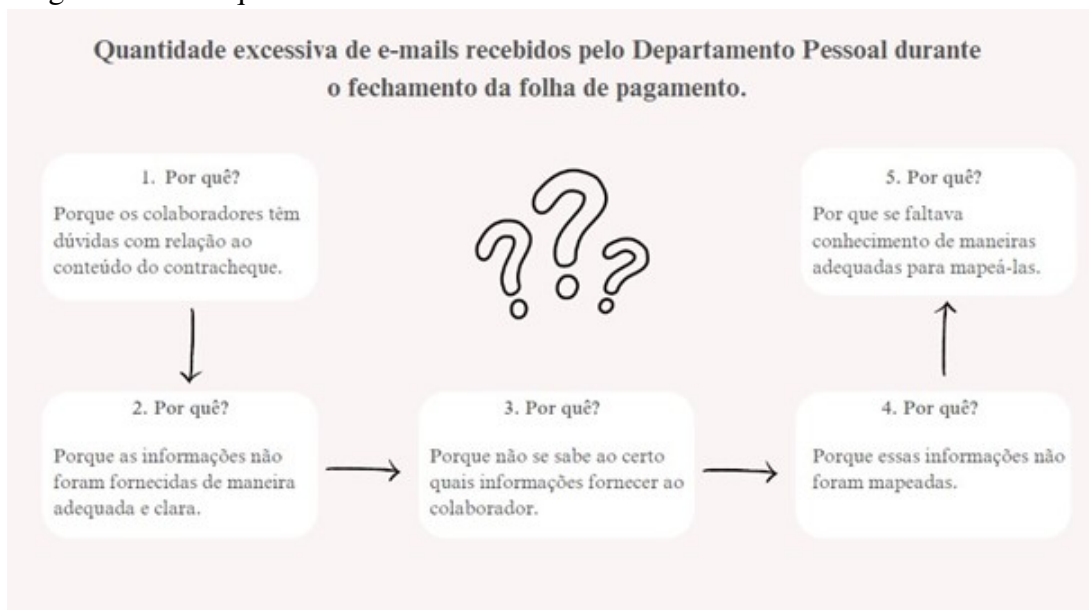 Quantidade excessiva de e-mails recebidos pelo Departamento Pessoal durante
o fechamento da folha de pagamento.
1. Por quê?
Porque os colaboradores têm
dúvidas com relação ao
conteúdo do contracheque.
2. Por quê?
Porque as informações não
foram fornecidas de maneira
adequada e clara.
3. Por quê?
Porque não se sabe ao certo
quais informações fornecer ao
colaborador.
4. Por quê?
Porque essas informações não
foram mapeadas.
5. Por quê?
Por que se faltava
conhecimento de maneiras
adequadas para mapeá-las.